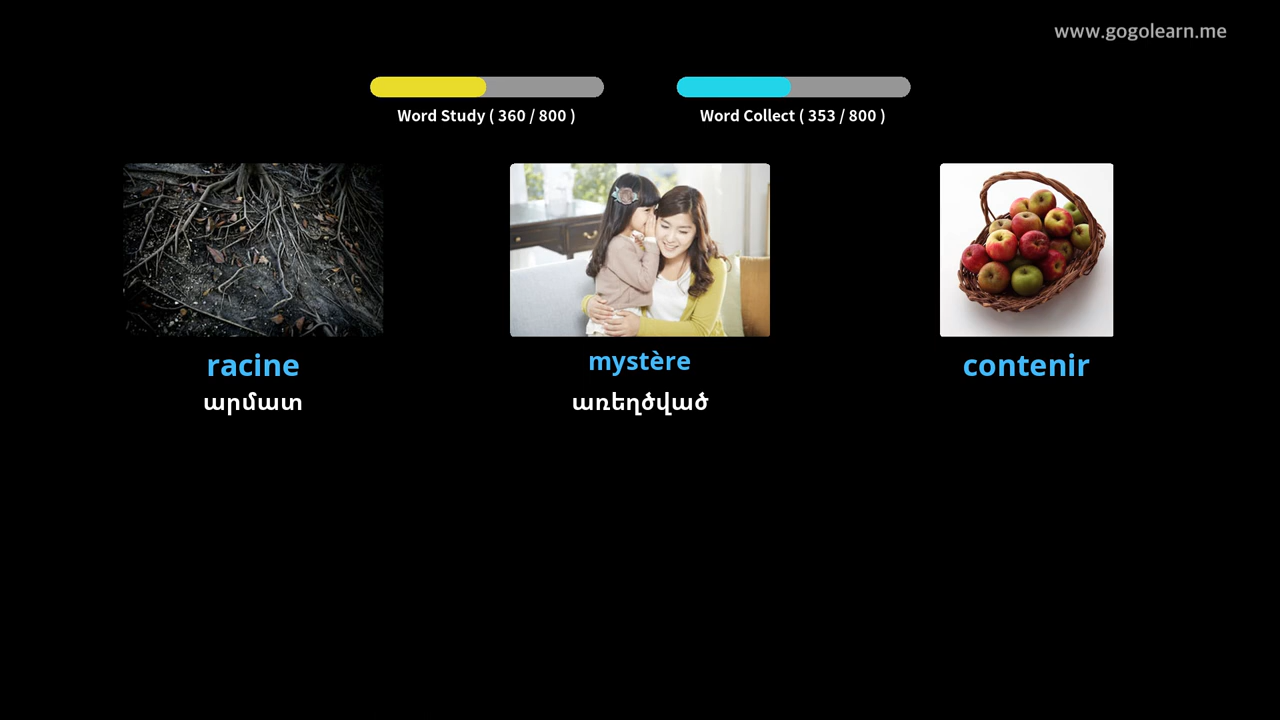 www.gogolearn.me
Word Study ( 360 / 800 )
Word Collect ( 353 / 800 )
racine
mystère
contenir
արմատ
առեղծված